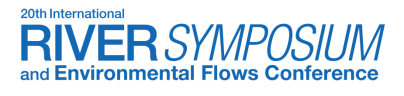 20th International
RIVER SYMPOSIUM
and Environmental Flows Conference